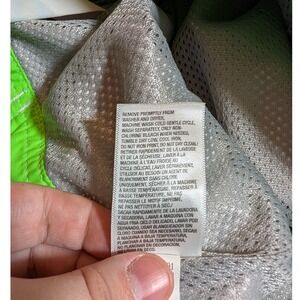 REMOVE PROMPTLY FROM
WASHER AND DRYER,
MACHINE WASH COLD GENTLE CYCLE,
WASH SEPARATELY, ONLY NON-
CHLORINE BLEACH WHEN NEEDED,
TUMBLE DRY LOW, COOL IRON,
DO NOT IRON PRINT, DO NOT DRY CLEAN.
RETIRER RAPIDEMENT DE LA LAVEUSE
ET DE LA SÉCHEUSE, LAVER À LA
MACHINE À L'EAU FROIDE AU
CYCLE DÉLICAT, LAVER SÉPARÉMENT,
UTILISER AU BESOIN UN AGENT DE
BLANCHIMENT SANS CHLORE
UNIQUEMENT, SÉCHER À LA MACHINE
À BASSE TEMPÉRATURE, REPASSER À
BASSE TEMPÉRATURE, NE PAS
REPASSER LE MOTIF IMPRIMÉ,
NE PAS NETTOYER À SEC.
SACAR RAPIDAMENTE DE LA LAVADORA
Y SECADORA, LAVAR A MÁQUINA CON
AGUA FRÍA CICLO DELICADO, LAVAR POR
SEPARADO, USAR BLANQUEADOR SIN
CLORO CUANDO SEA NECESARIO, SECAR
A MÁQUINA A BAJA TEMPERATURA,
PLANCHAR A BAJA TEMPERATURA,
NO PLANCHAR EN
EN SECO.